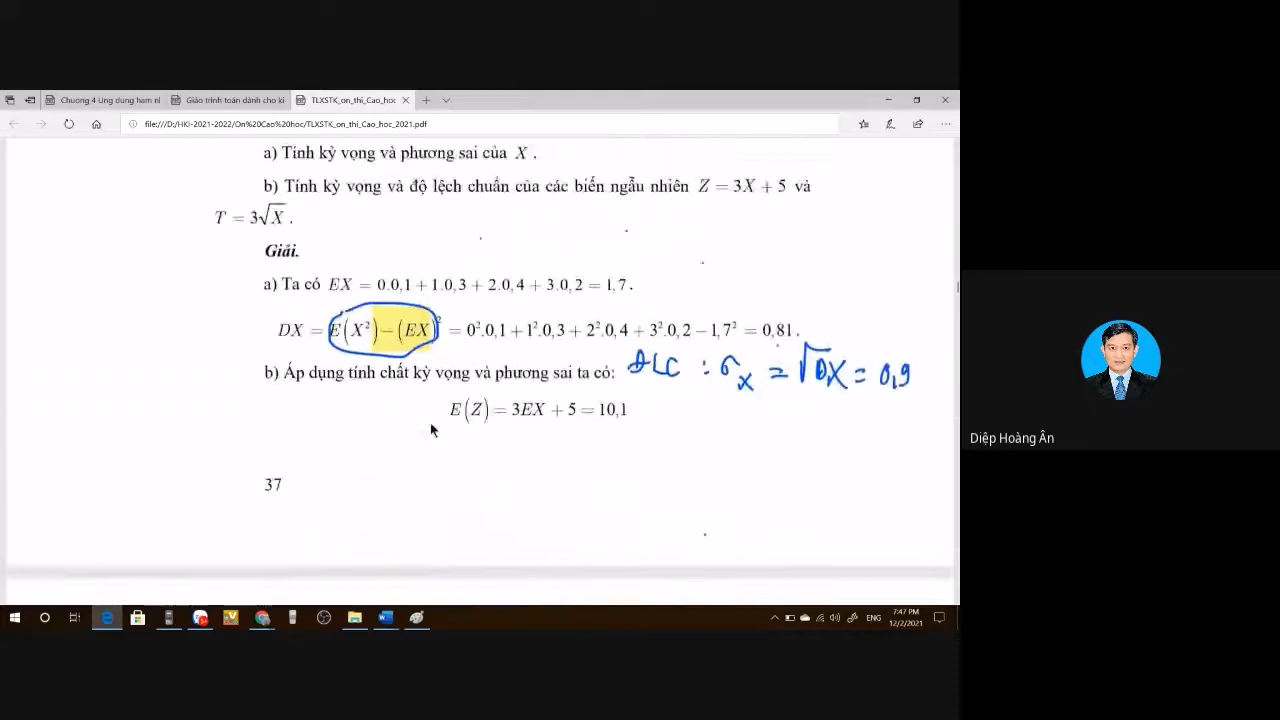 Chuong 4 Ung dung ham nl
Giáo trình toán dành cho ki
TLXSTK_on_thi_Cao_hoc
file:///D:/HKI-2021-2022/On%20Cao%20hoc/TLXSTK_on_thi_Cao_hoc_2021.pdf
a) Tính kỳ vọng và phương sai của X .
b) Tính kỳ vọng và độ lệch chuẩn của các biến ngẫu nhiên Z = 3X + 5 và
T = 3√X .
Giải.
a) Ta có EX = 0.0,1 + 1.0,3 + 2.0,4 + 3.0,2 = 1,7 .
DX = E(X²) − (EX)² = 0².0,1 + 1².0,3 + 2².0,4 + 3².0,2 − 1,7² = 0,81 .
b) Áp dụng tính chất kỳ vọng và phương sai ta có: ĐLC : σX = √DX = 0,9
E(Z) = 3EX + 5 = 10,1
37
Diệp Hoàng Ân
ENG
7:47 PM
12/2/2021